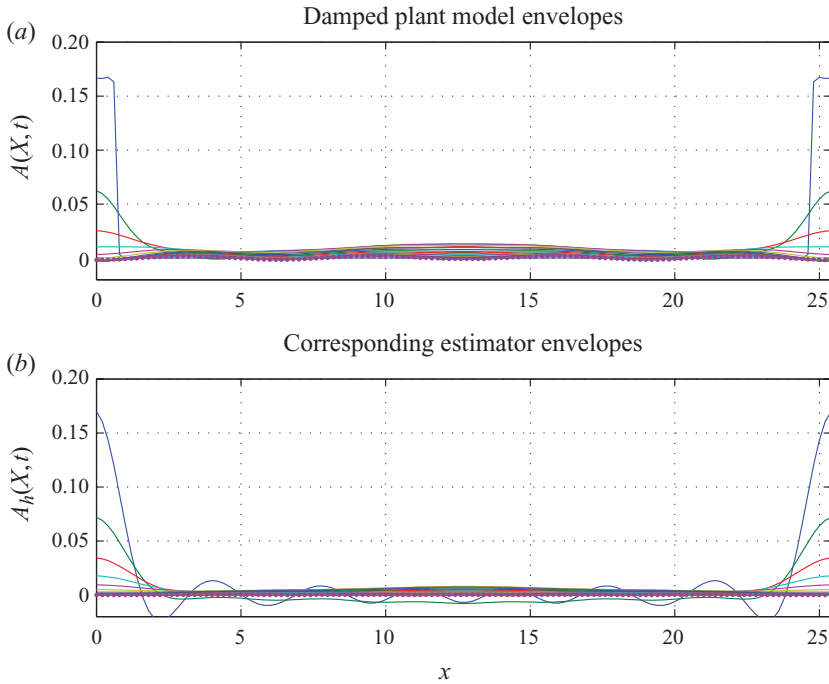 (a)
Damped plant model envelopes
0.20
0.15
0.10
0.05
0
A(X, t)
0 5 10 15 20 25
(b)
Corresponding estimator envelopes
0.20
0.15
0.10
0.05
0
A_h(X, t)
0 5 10 15 20 25
x